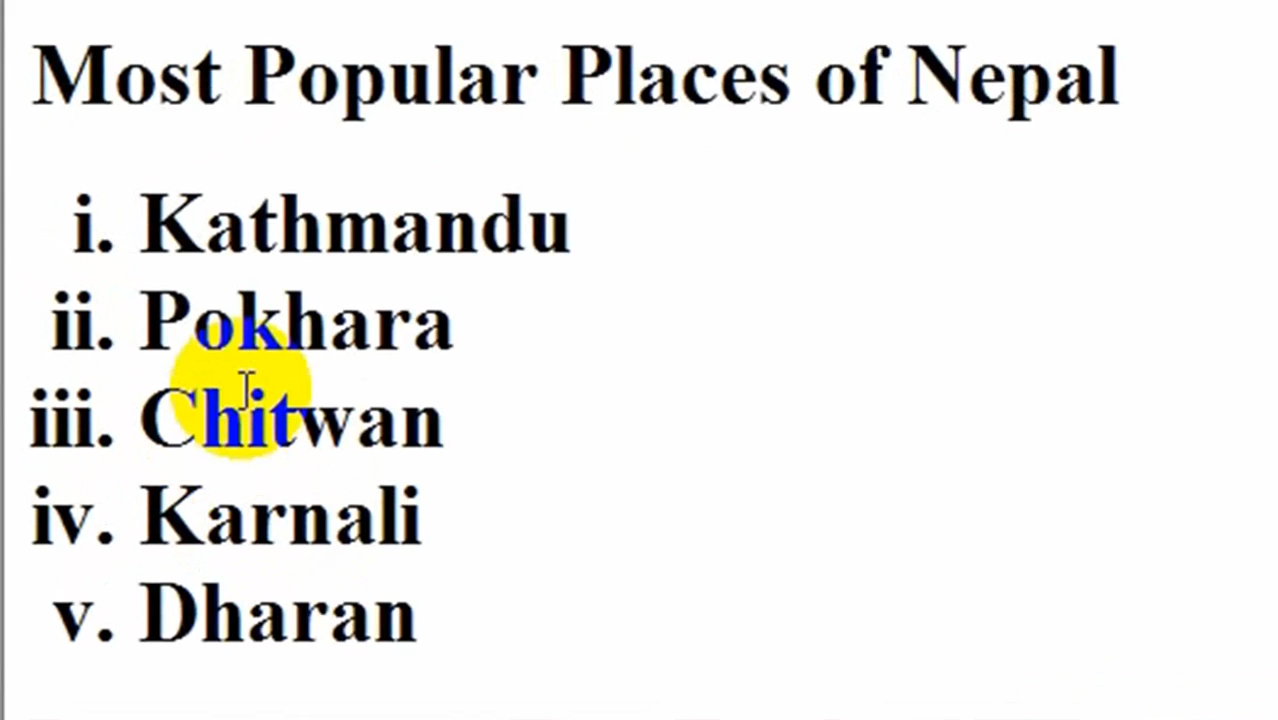 Most Popular Places of Nepal
i. Kathmandu
ii. Pokhara
iii. Chitwan
iv. Karnali
v. Dharan